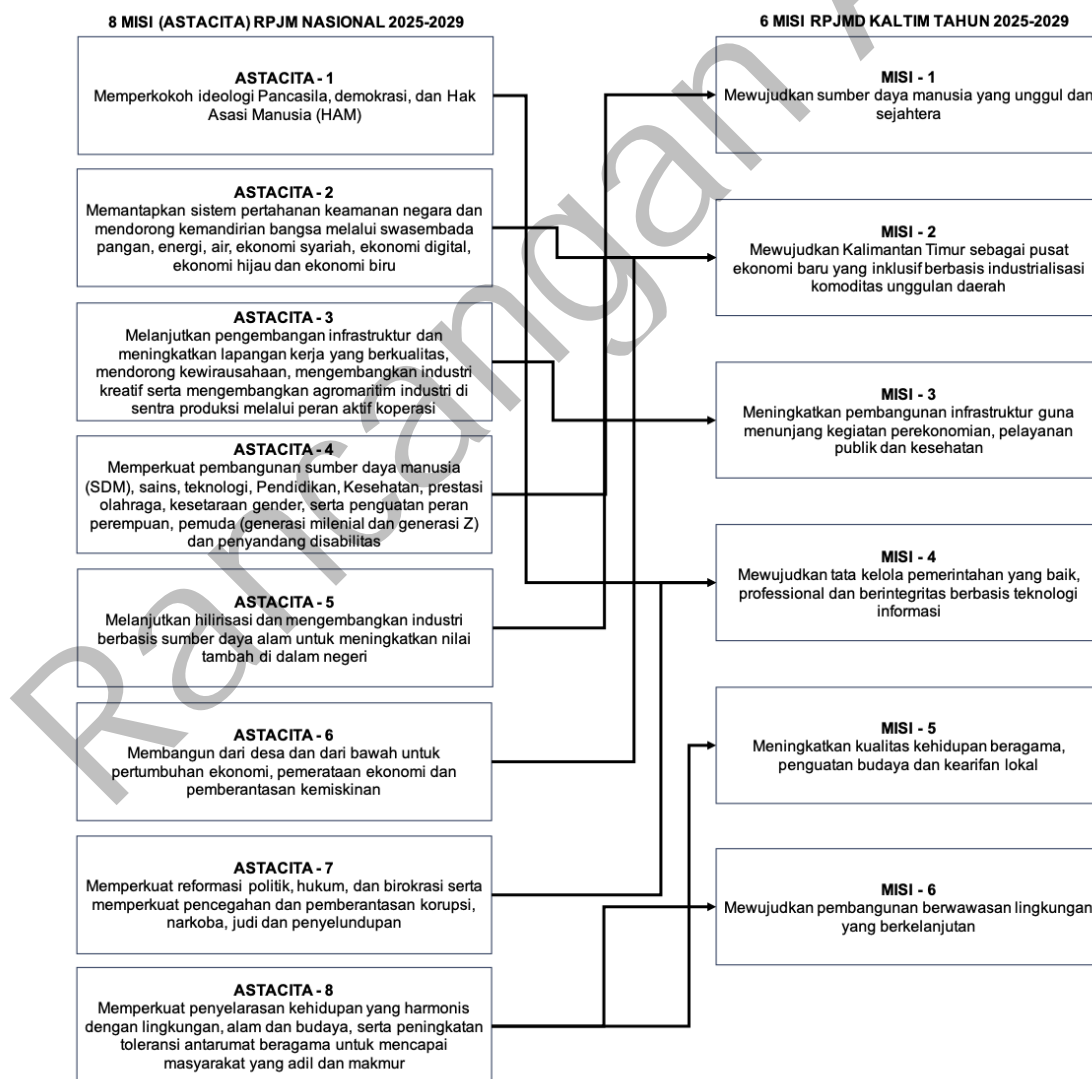 8 MISI (ASTACITA) RPJM NASIONAL 2025-2029
ASTACITA - 1
Memperkokoh ideologi Pancasila, demokrasi, dan Hak
Asasi Manusia (HAM)
ASTACITA - 2
Memantapkan sistem pertahanan keamanan negara dan
mendorong kemandirian bangsa melalui swasembada
pangan, energi, air, ekonomi syariah, ekonomi digital,
ekonomi hijau dan ekonomi biru
ASTACITA - 3
Melanjutkan pengembangan infrastruktur dan
meningkatkan lapangan kerja yang berkualitas,
mendorong kewirausahaan, mengembangkan industri
kreatif serta mengembangkan agromaritim industri di
sentra produksi melalui peran aktif koperasi
ASTACITA - 4
Memperkuat pembangunan sumber daya manusia
(SDM), sains, teknologi, Pendidikan, Kesehatan, prestasi
olahraga, kesetaraan gender, serta penguatan peran
perempuan, pemuda (generasi milenial dan generasi Z)
dan penyandang disabilitas
ASTACITA - 5
Melanjutkan hilirisasi dan mengembangkan industri
berbasis sumber daya alam untuk meningkatkan nilai
tambah di dalam negeri
ASTACITA - 6
Membangun dari desa dan dari bawah untuk
pertumbuhan ekonomi, pemerataan ekonomi dan
pemberantasan kemiskinan
ASTACITA - 7
Memperkuat reformasi politik, hukum, dan birokrasi serta
memperkuat pencegahan dan pemberantasan korupsi,
narkoba, judi dan penyelundupan
ASTACITA - 8
Memperkuat penyelarasan kehidupan yang harmonis
dengan lingkungan, alam dan budaya, serta peningkatan
toleransi antarumat beragama untuk mencapai
masyarakat yang adil dan makmur
6 MISI RPJMD KALTIM TAHUN 2025-2029
MISI - 1
Mewujudkan sumber daya manusia yang unggul dan
sejahtera
MISI - 2
Mewujudkan Kalimantan Timur sebagai pusat
ekonomi baru yang inklusif berbasis industrialisasi
komoditas unggulan daerah
MISI - 3
Meningkatkan pembangunan infrastruktur guna
menunjang kegiatan perekonomian, pelayanan
publik dan kesehatan
MISI - 4
Mewujudkan tata kelola pemerintahan yang baik,
professional dan berintegritas berbasis teknologi
informasi
MISI - 5
Meningkatkan kualitas kehidupan beragama,
penguatan budaya dan kearifan lokal
MISI - 6
Mewujudkan pembangunan berwawasan lingkungan
yang berkelanjutan
Rancangan